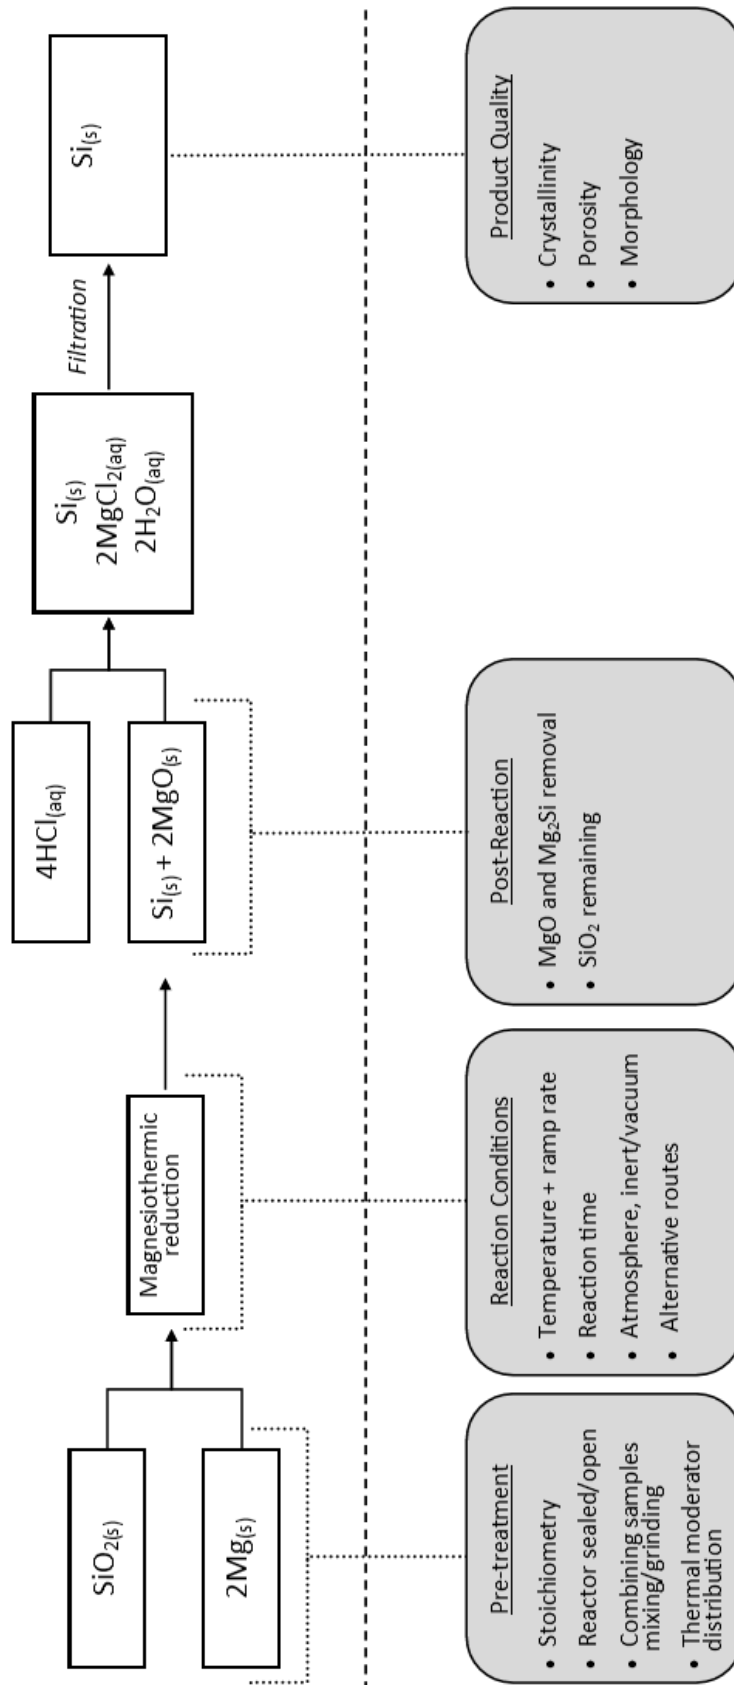 SiO₂(s)
2Mg(s)
Magnesiothermic
reduction
4HCl(aq)
Si(s) + 2MgO(s)
Si(s)
2MgCl₂(aq)
2H₂O(aq)
Filtration
Si(s)
Pre-treatment
• Stoichiometry
• Reactor sealed/open
• Combining samples
mixing/grinding
• Thermal moderator
distribution
Reaction Conditions
• Temperature + ramp rate
• Reaction time
• Atmosphere, inert/vacuum
• Alternative routes
Post-Reaction
• MgO and Mg₂Si removal
• SiO₂ remaining
Product Quality
• Crystallinity
• Porosity
• Morphology